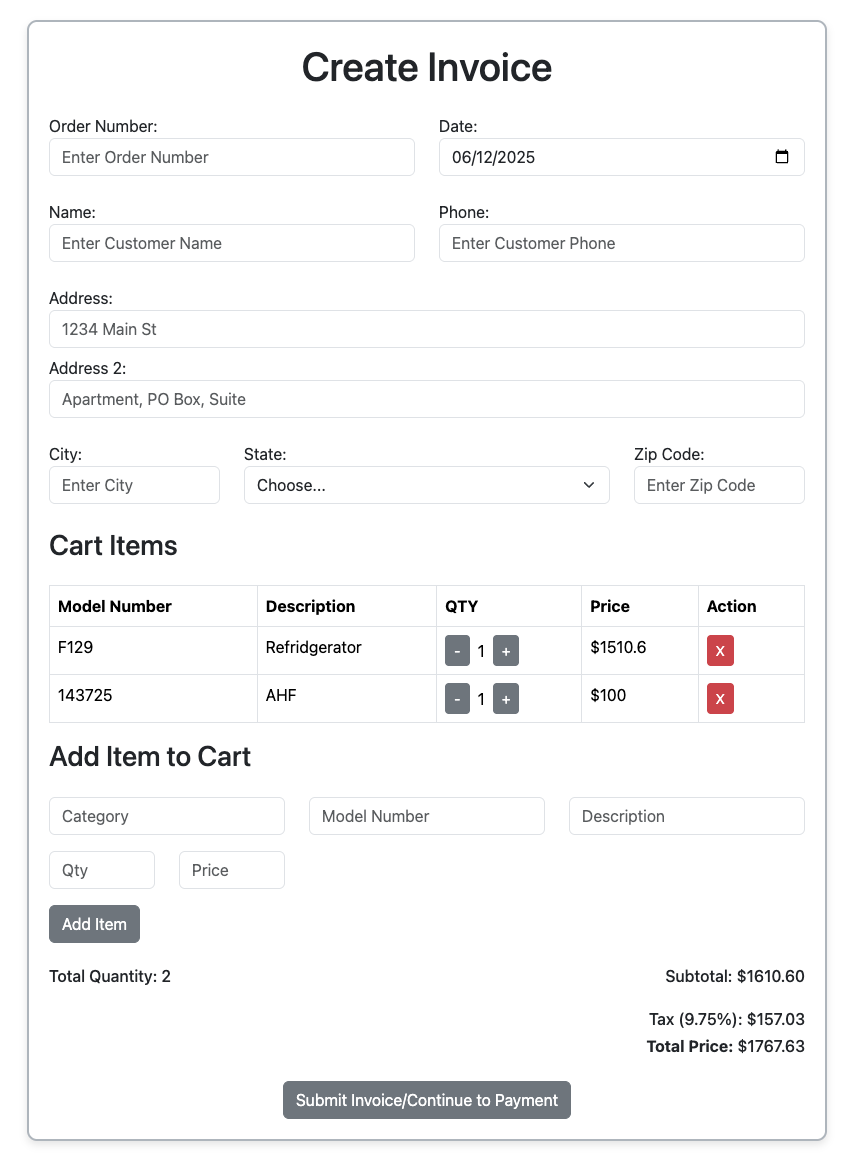 Create Invoice
Order Number: Date:
Enter Order Number 06/12/2025
Name: Phone:
Enter Customer Name Enter Customer Phone
Address:
1234 Main St
Address 2:
Apartment, PO Box, Suite
City: State: Zip Code:
Enter City Choose... Enter Zip Code
Cart Items
Model Number Description QTY Price Action
F129 Refridgerator - 1 + $1510.6 X
143725 AHF - 1 + $100 X
Add Item to Cart
Category Model Number Description
Qty Price
Add Item
Total Quantity: 2 Subtotal: $1610.60
Tax (9.75%): $157.03
Total Price: $1767.63
Submit Invoice/Continue to Payment